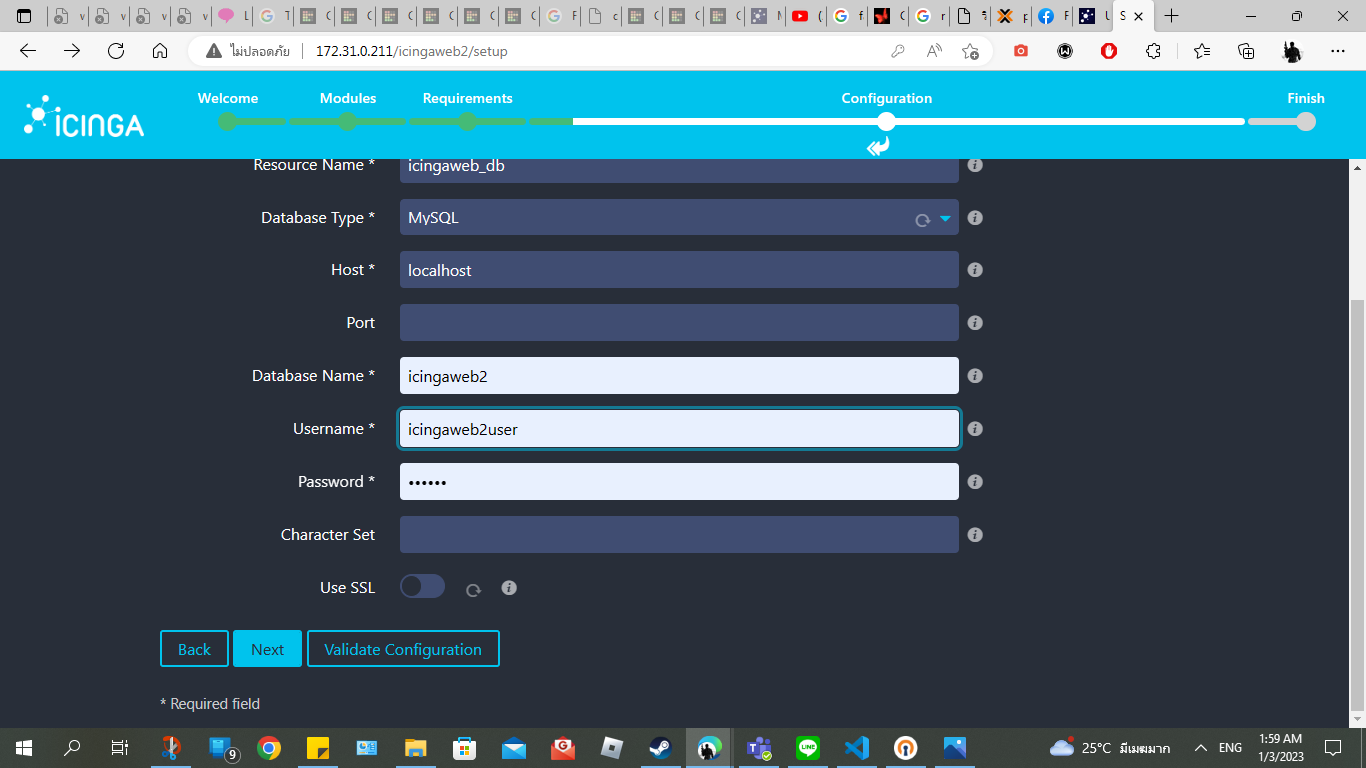 ไม่ปลอดภัย
172.31.0.211/icingaweb2/setup
icinga
Welcome
Modules
Requirements
Configuration
Finish
Resource Name *
icingaweb_db
Database Type *
MySQL
Host *
localhost
Port
Database Name *
icingaweb2
Username *
icingaweb2user
Password *
••••••
Character Set
Use SSL
Back
Next
Validate Configuration
* Required field
9
25°C มีเมฆมาก
ENG
1:59 AM
1/3/2023